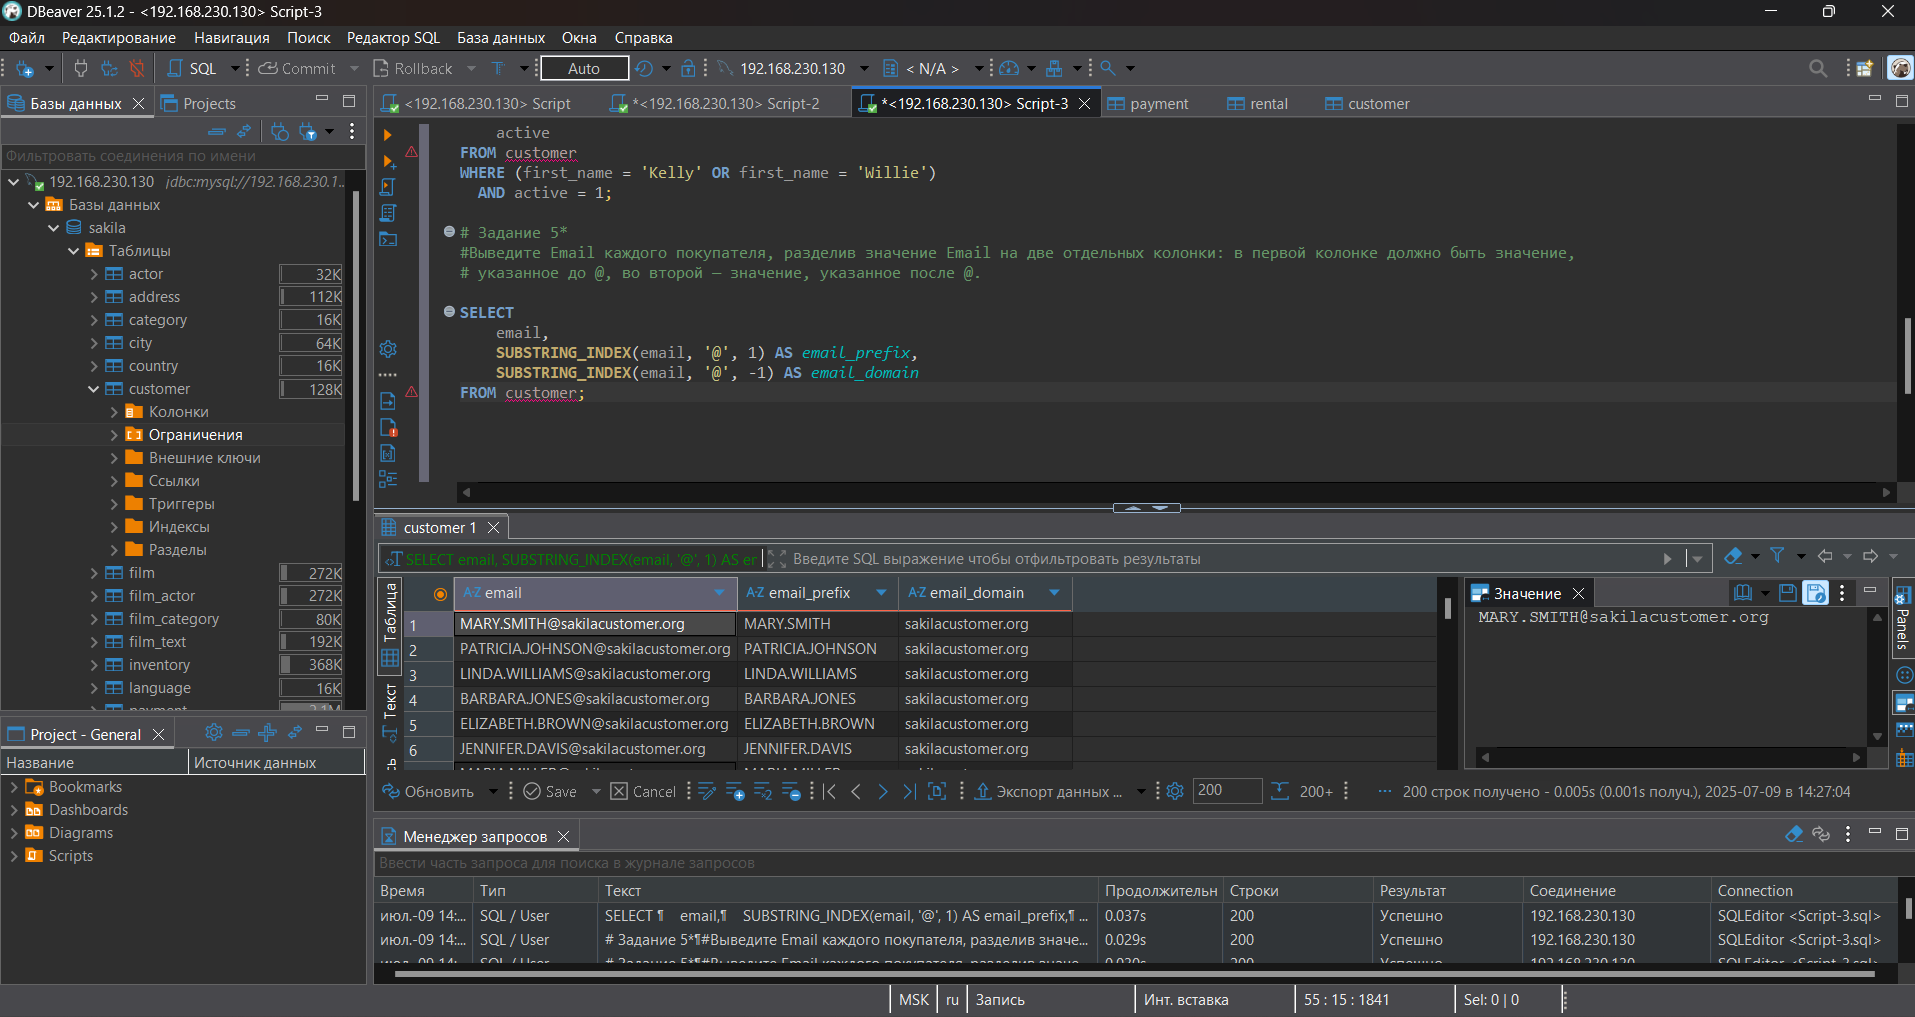 DBeaver 25.1.2 - <192.168.230.130> Script-3
Файл Редактирование Навигация Поиск Редактор SQL База данных Окна Справка
SQL Commit Rollback Auto 192.168.230.130 < N/A >
Базы данных Projects
<192.168.230.130> Script *<192.168.230.130> Script-2 *<192.168.230.130> Script-3 payment rental customer
Фильтровать соединения по имени
192.168.230.130 jdbc:mysql://192.168.230.1...
Базы данных
sakila
Таблицы
actor 32K
address 112K
category 16K
city 64K
country 16K
customer 128K
Колонки
Ограничения
Внешние ключи
Ссылки
Триггеры
Индексы
Разделы
film 272K
film_actor 272K
film_category 80K
film_text 192K
inventory 368K
language 16K
payment 2.1M
active
FROM customer
WHERE (first_name = 'Kelly' OR first_name = 'Willie')
AND active = 1;
# Задание 5*
#Выведите Email каждого покупателя, разделив значение Email на две отдельных колонки: в первой колонке должно быть значение,
# указанное до @, во второй — значение, указанное после @.
SELECT
email,
SUBSTRING_INDEX(email, '@', 1) AS email_prefix,
SUBSTRING_INDEX(email, '@', -1) AS email_domain
FROM customer;
customer 1
SELECT email, SUBSTRING_INDEX(email, '@', 1) AS er Введите SQL выражение чтобы отфильтровать результаты
Таблица
Текст
A-Z email A-Z email_prefix A-Z email_domain
1 MARY.SMITH@sakilacustomer.org MARY.SMITH sakilacustomer.org
2 PATRICIA.JOHNSON@sakilacustomer.org PATRICIA.JOHNSON sakilacustomer.org
3 LINDA.WILLIAMS@sakilacustomer.org LINDA.WILLIAMS sakilacustomer.org
4 BARBARA.JONES@sakilacustomer.org BARBARA.JONES sakilacustomer.org
5 ELIZABETH.BROWN@sakilacustomer.org ELIZABETH.BROWN sakilacustomer.org
6 JENNIFER.DAVIS@sakilacustomer.org JENNIFER.DAVIS sakilacustomer.org
Значение
MARY.SMITH@sakilacustomer.org
Panels
Обновить Save Cancel Экспорт данных ... 200 200+ ... 200 строк получено - 0.005s (0.001s получ.), 2025-07-09 в 14:27:04
Project - General
Название Источник данных
Bookmarks
Dashboards
Diagrams
Scripts
Менеджер запросов
Ввести часть запроса для поиска в журнале запросов
Время Тип Текст Продолжительн Строки Результат Соединение Connection
июл.-09 14:... SQL / User SELECT¶ email,¶ SUBSTRING_INDEX(email, '@', 1) AS email_prefix,¶ ... 0.037s 200 Успешно 192.168.230.130 SQLEditor <Script-3.sql>
июл.-09 14:... SQL / User # Задание 5*¶#Выведите Email каждого покупателя, разделив значе... 0.029s 200 Успешно 192.168.230.130 SQLEditor <Script-3.sql>
MSK ru Запись Инт. вставка 55 : 15 : 1841 Sel: 0 | 0